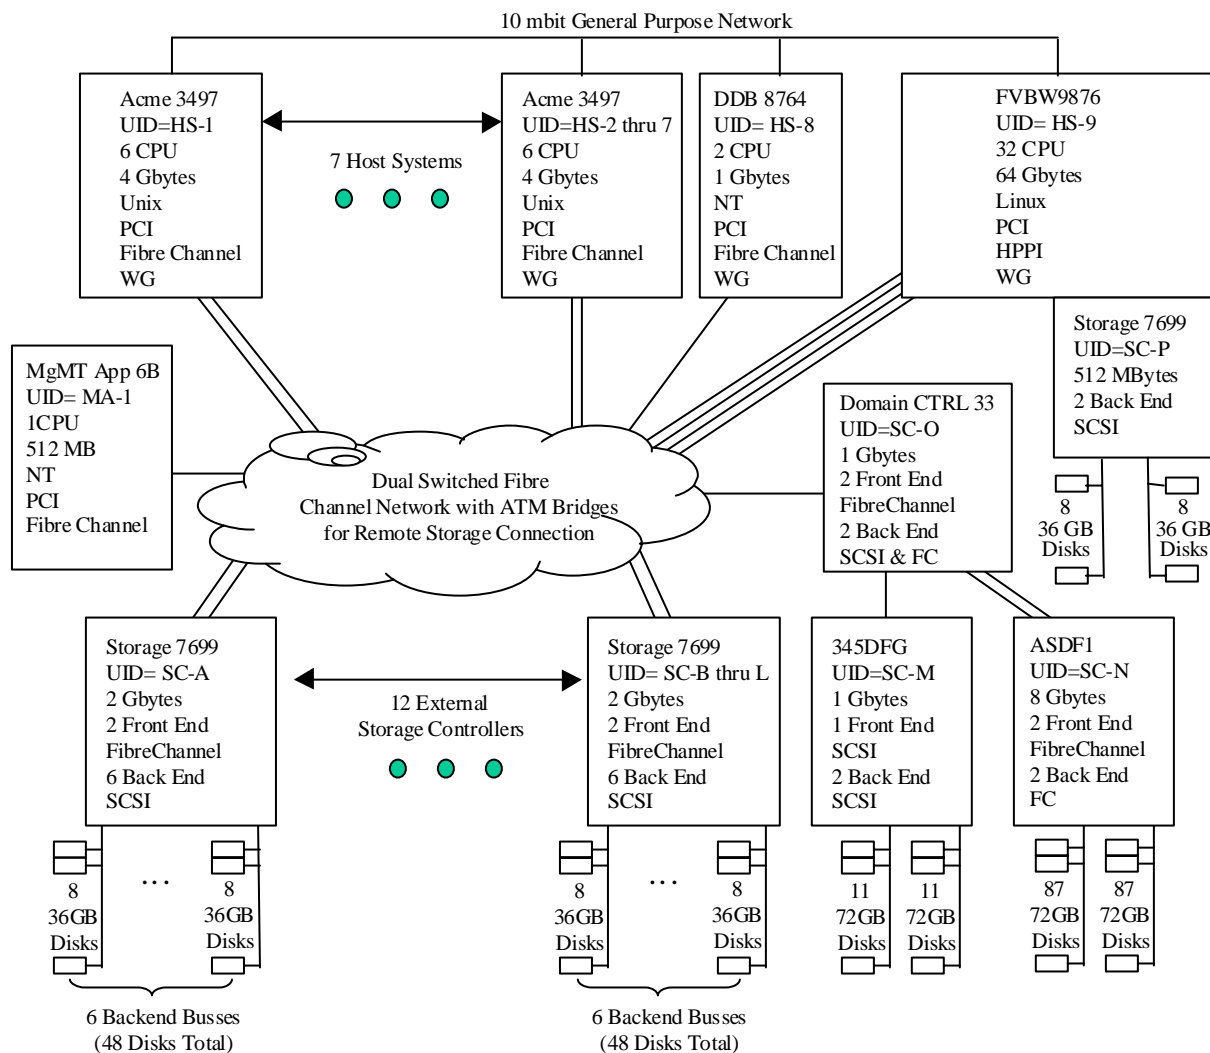 10 mbit General Purpose Network
Acme 3497
UID=HS-1
6 CPU
4 Gbytes
Unix
PCI
Fibre Channel
WG
7 Host Systems
Acme 3497
UID=HS-2 thru 7
6 CPU
4 Gbytes
Unix
PCI
Fibre Channel
WG
DDB 8764
UID= HS-8
2 CPU
1 Gbytes
NT
PCI
Fibre Channel
WG
FVBW9876
UID= HS-9
32 CPU
64 Gbytes
Linux
PCI
HPPI
WG
Storage 7699
UID=SC-P
512 MBytes
2 Back End
SCSI
8
36 GB
Disks
8
36 GB
Disks
MgMT App 6B
UID= MA-1
1CPU
512 MB
NT
PCI
Fibre Channel
Dual Switched Fibre
Channel Network with ATM Bridges
for Remote Storage Connection
Domain CTRL 33
UID=SC-O
1 Gbytes
2 Front End
FibreChannel
2 Back End
SCSI & FC
Storage 7699
UID= SC-A
2 Gbytes
2 Front End
FibreChannel
6 Back End
SCSI
12 External
Storage Controllers
Storage 7699
UID= SC-B thru L
2 Gbytes
2 Front End
FibreChannel
6 Back End
SCSI
345DFG
UID=SC-M
1 Gbytes
1 Front End
SCSI
2 Back End
SCSI
ASDF1
UID=SC-N
8 Gbytes
2 Front End
FibreChannel
2 Back End
FC
8
36GB
Disks
...
8
36GB
Disks
6 Backend Busses
(48 Disks Total)
8
36GB
Disks
...
8
36GB
Disks
6 Backend Busses
(48 Disks Total)
11
72GB
Disks
11
72GB
Disks
87
72GB
Disks
87
72GB
Disks